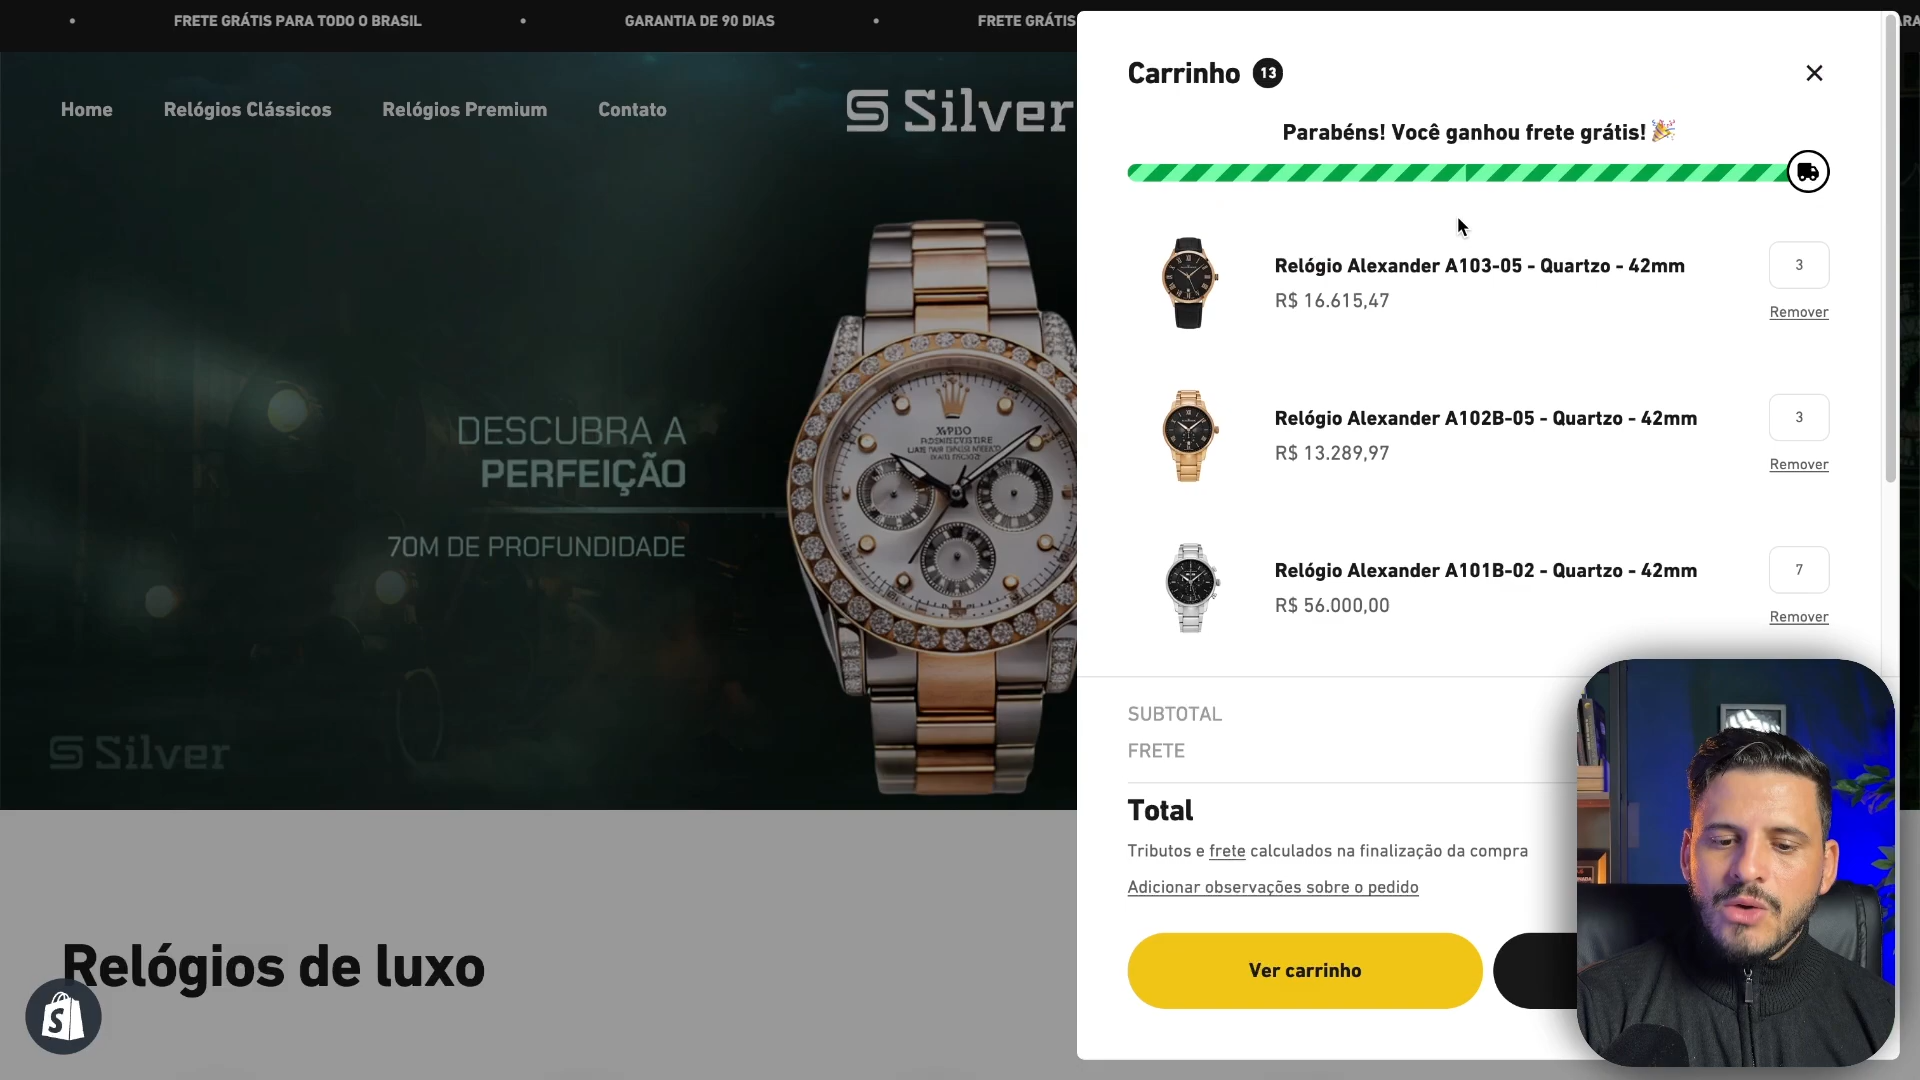 FRETE GRÁTIS PARA TODO O BRASIL • GARANTIA DE 90 DIAS • FRETE GRÁTIS
Home
Relógios Clássicos
Relógios Premium
Contato
Silver
DESCUBRA A
PERFEIÇÃO
70M DE PROFUNDIDADE
Silver
Relógios de luxo
Carrinho 13
Parabéns! Você ganhou frete grátis! 🎉
Relógio Alexander A103-05 - Quartzo - 42mm
R$ 16.615,47
3
Remover
Relógio Alexander A102B-05 - Quartzo - 42mm
R$ 13.289,97
3
Remover
Relógio Alexander A101B-02 - Quartzo - 42mm
R$ 56.000,00
7
Remover
SUBTOTAL
FRETE
Total
Tributos e frete calculados na finalização da compra
Adicionar observações sobre o pedido
Ver carrinho